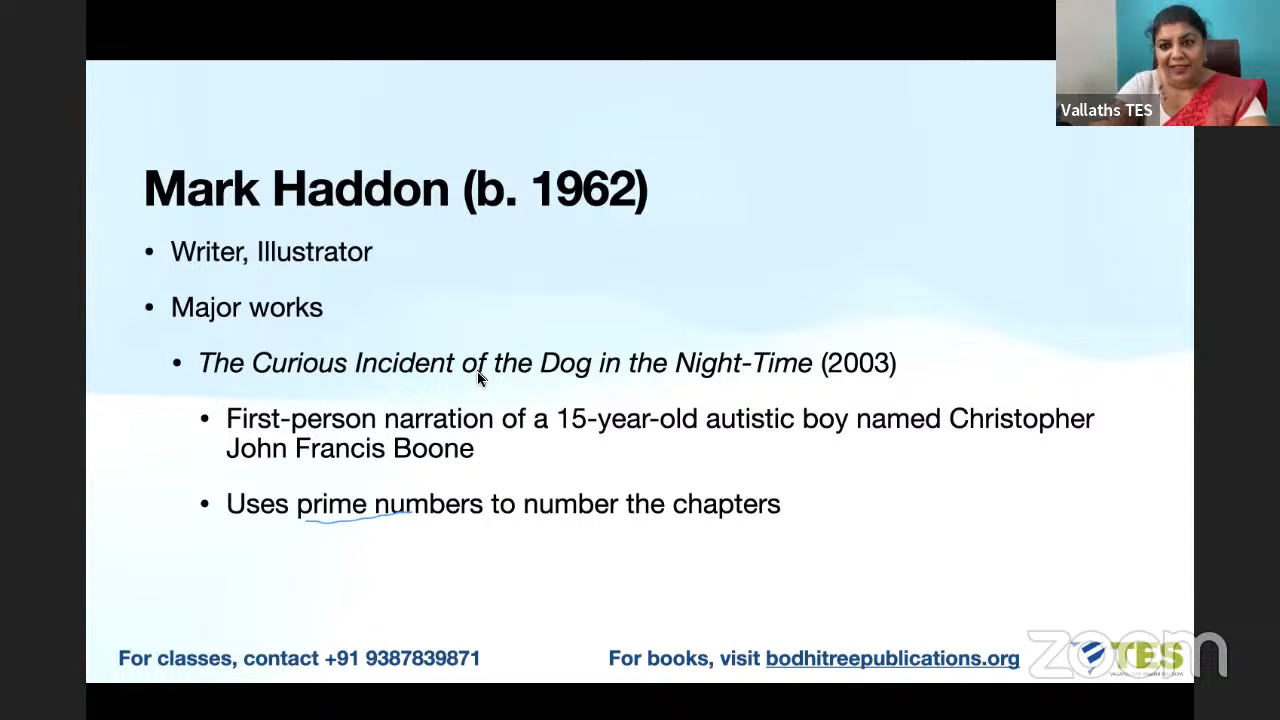 Vallaths TES
Mark Haddon (b. 1962)
• Writer, Illustrator
• Major works
• The Curious Incident of the Dog in the Night-Time (2003)
• First-person narration of a 15-year-old autistic boy named Christopher
John Francis Boone
• Uses prime numbers to number the chapters
For classes, contact +91 9387839871
For books, visit bodhitreepublications.org
zoom
TES